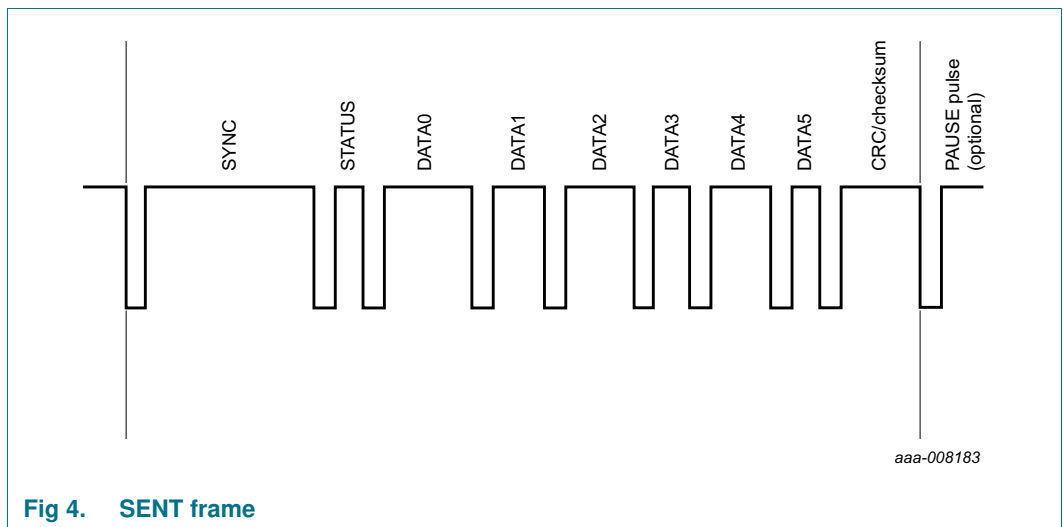 SYNC
STATUS
DATA0
DATA1
DATA2
DATA3
DATA4
DATA5
CRC/checksum
PAUSE pulse
(optional)
aaa-008183
Fig 4. SENT frame